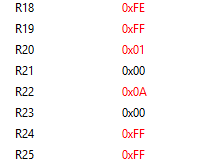 R18 0xFE
R19 0xFF
R20 0x01
R21 0x00
R22 0x0A
R23 0x00
R24 0xFF
R25 0xFF